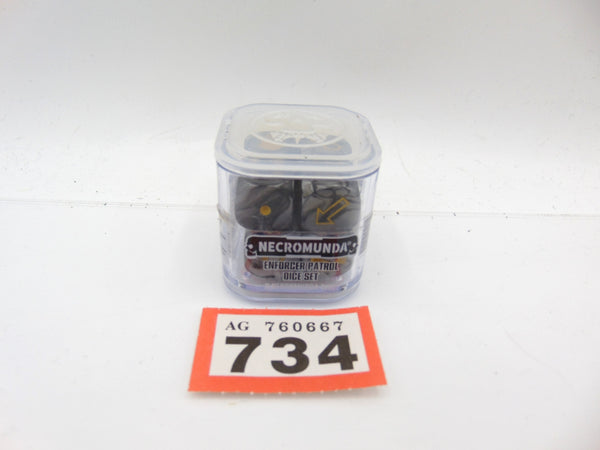 NECROMUNDA
ENFORCER PATROL
DICE SET
AG 760667
734